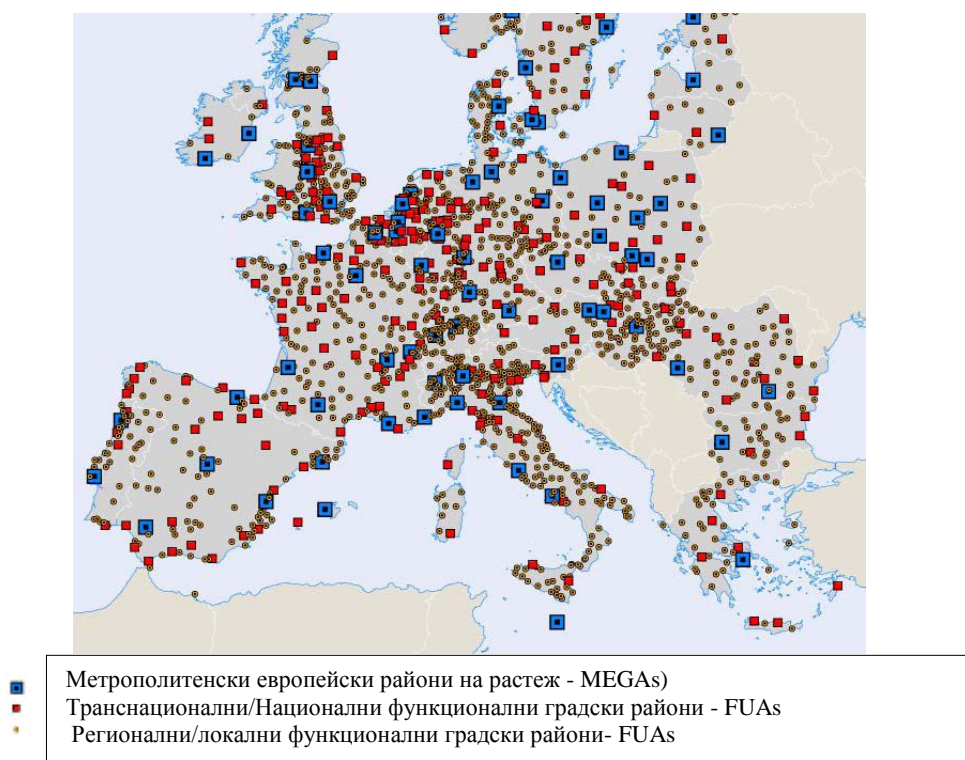 Метрополитенски европейски райони на растеж - MEGAs)
Транснационални/Национални функционални градски райони - FUAs
Регионални/локални функционални градски райони- FUAs